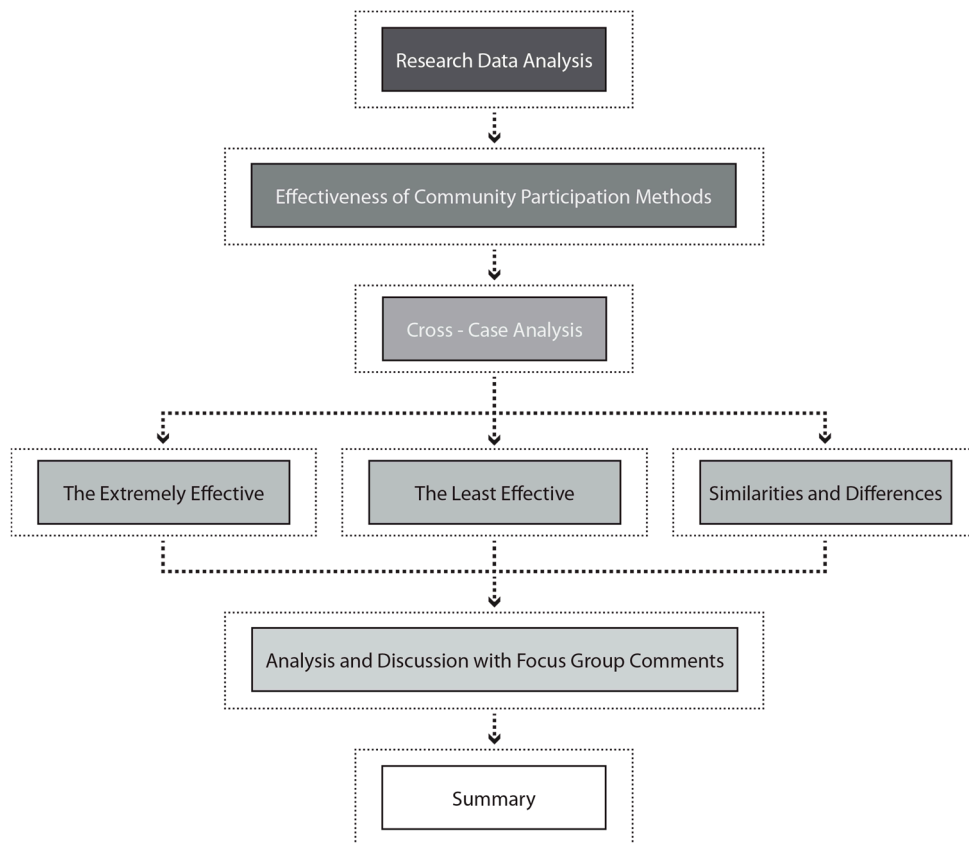 Research Data Analysis
Effectiveness of Community Participation Methods
Cross - Case Analysis
The Extremely Effective
The Least Effective
Similarities and Differences
Analysis and Discussion with Focus Group Comments
Summary